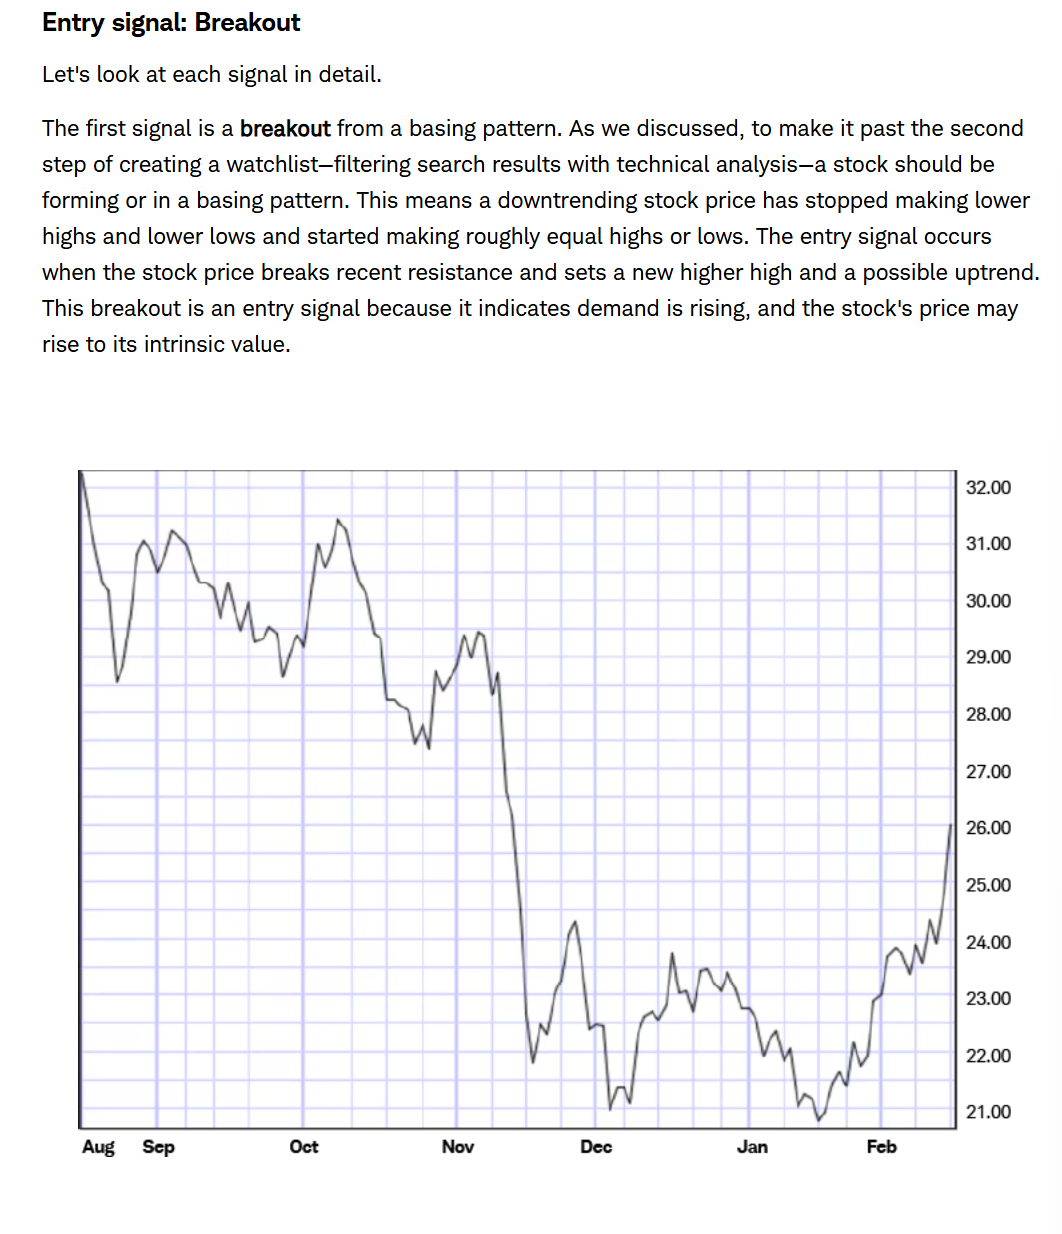 Entry signal: Breakout
Let's look at each signal in detail.
The first signal is a breakout from a basing pattern. As we discussed, to make it past the second
step of creating a watchlist—filtering search results with technical analysis—a stock should be
forming or in a basing pattern. This means a downtrending stock price has stopped making lower
highs and lower lows and started making roughly equal highs or lows. The entry signal occurs
when the stock price breaks recent resistance and sets a new higher high and a possible uptrend.
This breakout is an entry signal because it indicates demand is rising, and the stock's price may
rise to its intrinsic value.
32.00
31.00
30.00
29.00
28.00
27.00
26.00
25.00
24.00
23.00
22.00
21.00
Aug Sep Oct Nov Dec Jan Feb